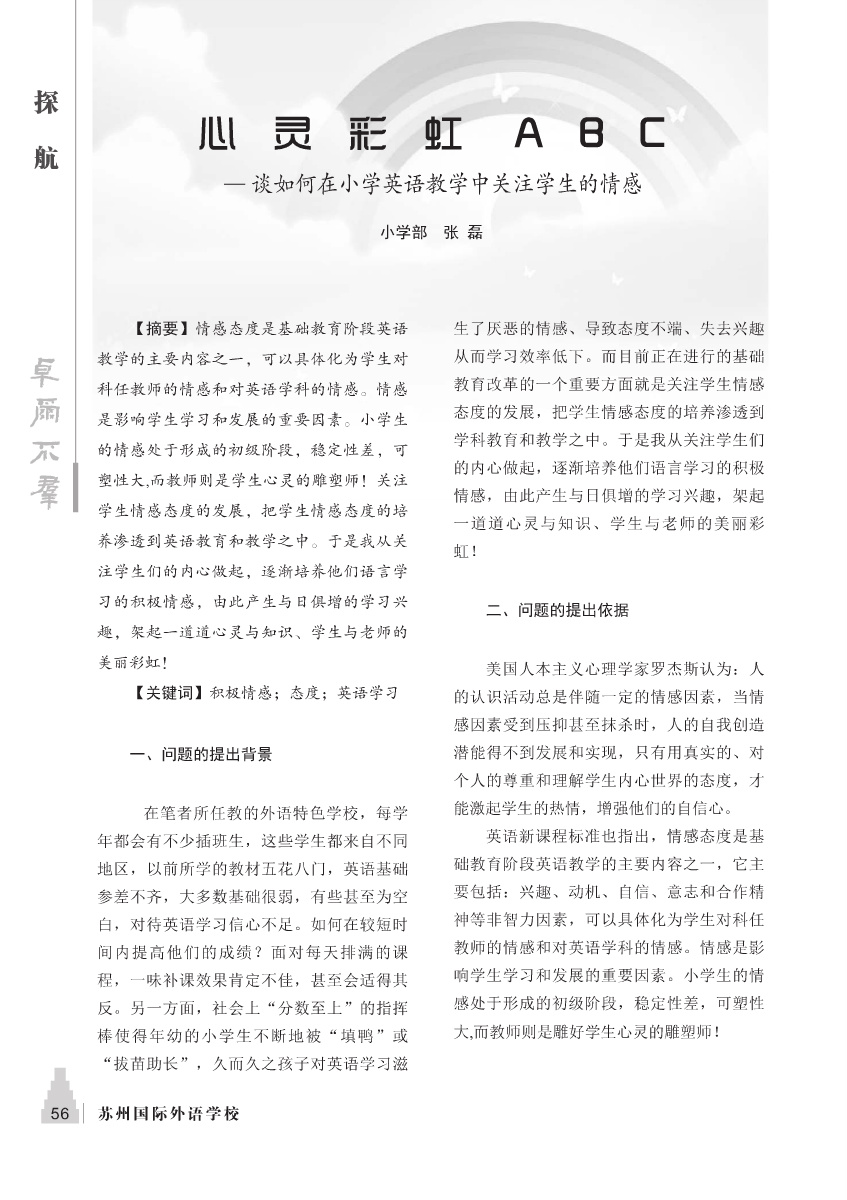 探
航
卓尔不群
心灵彩虹 ABC
— 谈如何在小学英语教学中关注学生的情感
小学部 张 磊
【摘要】情感态度是基础教育阶段英语
教学的主要内容之一，可以具体化为学生对
科任教师的情感和对英语学科的情感。情感
是影响学生学习和发展的重要因素。小学生
的情感处于形成的初级阶段，稳定性差，可
塑性大,而教师则是学生心灵的雕塑师！关注
学生情感态度的发展，把学生情感态度的培
养渗透到英语教育和教学之中。于是我从关
注学生们的内心做起，逐渐培养他们语言学
习的积极情感，由此产生与日俱增的学习兴
趣，架起一道道心灵与知识、学生与老师的
美丽彩虹！
【关键词】积极情感；态度；英语学习
一、问题的提出背景
在笔者所任教的外语特色学校，每学
年都会有不少插班生，这些学生都来自不同
地区，以前所学的教材五花八门，英语基础
参差不齐，大多数基础很弱，有些甚至为空
白，对待英语学习信心不足。如何在较短时
间内提高他们的成绩？面对每天排满的课
程，一味补课效果肯定不佳，甚至会适得其
反。另一方面，社会上“分数至上”的指挥
棒使得年幼的小学生不断地被“填鸭”或
“拔苗助长”，久而久之孩子对英语学习滋
生了厌恶的情感、导致态度不端、失去兴趣
从而学习效率低下。而目前正在进行的基础
教育改革的一个重要方面就是关注学生情感
态度的发展，把学生情感态度的培养渗透到
学科教育和教学之中。于是我从关注学生们
的内心做起，逐渐培养他们语言学习的积极
情感，由此产生与日俱增的学习兴趣，架起
一道道心灵与知识、学生与老师的美丽彩
虹！
二、问题的提出依据
美国人本主义心理学家罗杰斯认为：人
的认识活动总是伴随一定的情感因素，当情
感因素受到压抑甚至抹杀时，人的自我创造
潜能得不到发展和实现，只有用真实的、对
个人的尊重和理解学生内心世界的态度，才
能激起学生的热情，增强他们的自信心。
英语新课程标准也指出，情感态度是基
础教育阶段英语教学的主要内容之一，它主
要包括：兴趣、动机、自信、意志和合作精
神等非智力因素，可以具体化为学生对科任
教师的情感和对英语学科的情感。情感是影
响学生学习和发展的重要因素。小学生的情
感处于形成的初级阶段，稳定性差，可塑性
大,而教师则是雕好学生心灵的雕塑师！
56 苏州国际外语学校